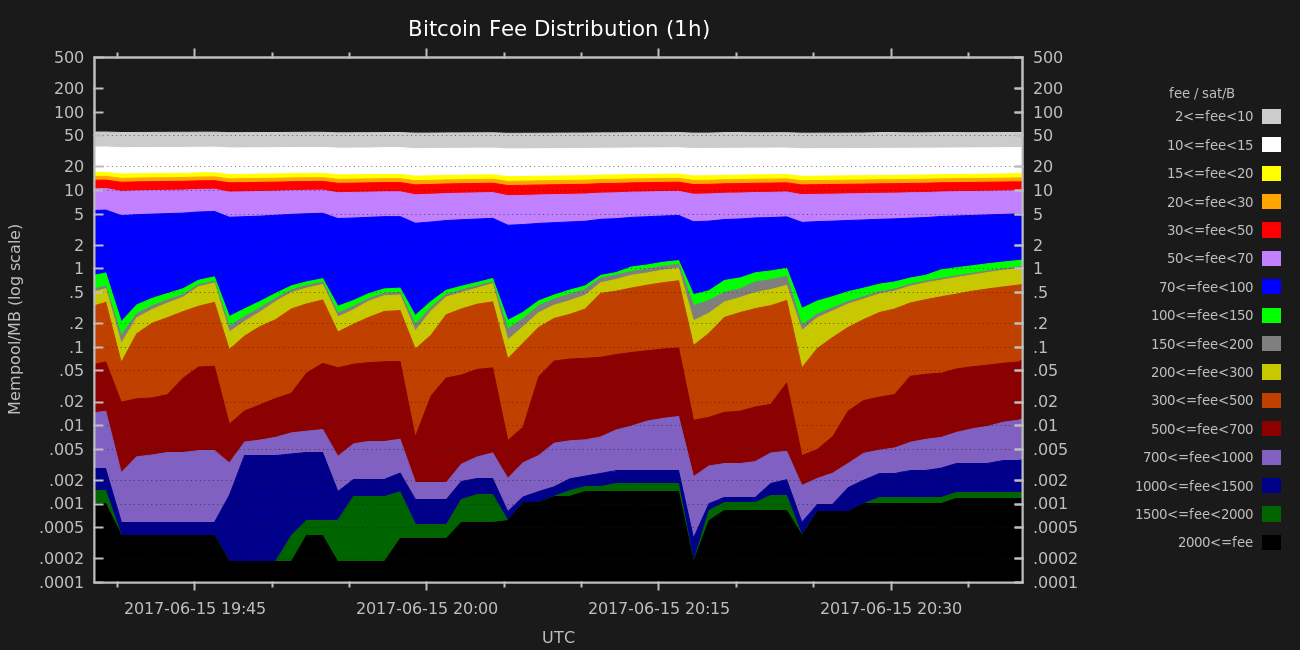 Bitcoin Fee Distribution (1h)
Mempool/MB (log scale)
500
200
100
50
20
10
5
2
1
.5
.2
.1
.05
.02
.01
.005
.002
.001
.0005
.0002
.0001
500
200
100
50
20
10
5
2
1
.5
.2
.1
.05
.02
.01
.005
.002
.001
.0005
.0002
.0001
fee / sat/B
2<=fee<10
10<=fee<15
15<=fee<20
20<=fee<30
30<=fee<50
50<=fee<70
70<=fee<100
100<=fee<150
150<=fee<200
200<=fee<300
300<=fee<500
500<=fee<700
700<=fee<1000
1000<=fee<1500
1500<=fee<2000
2000<=fee
2017-06-15 19:45 2017-06-15 20:00 2017-06-15 20:15 2017-06-15 20:30
UTC